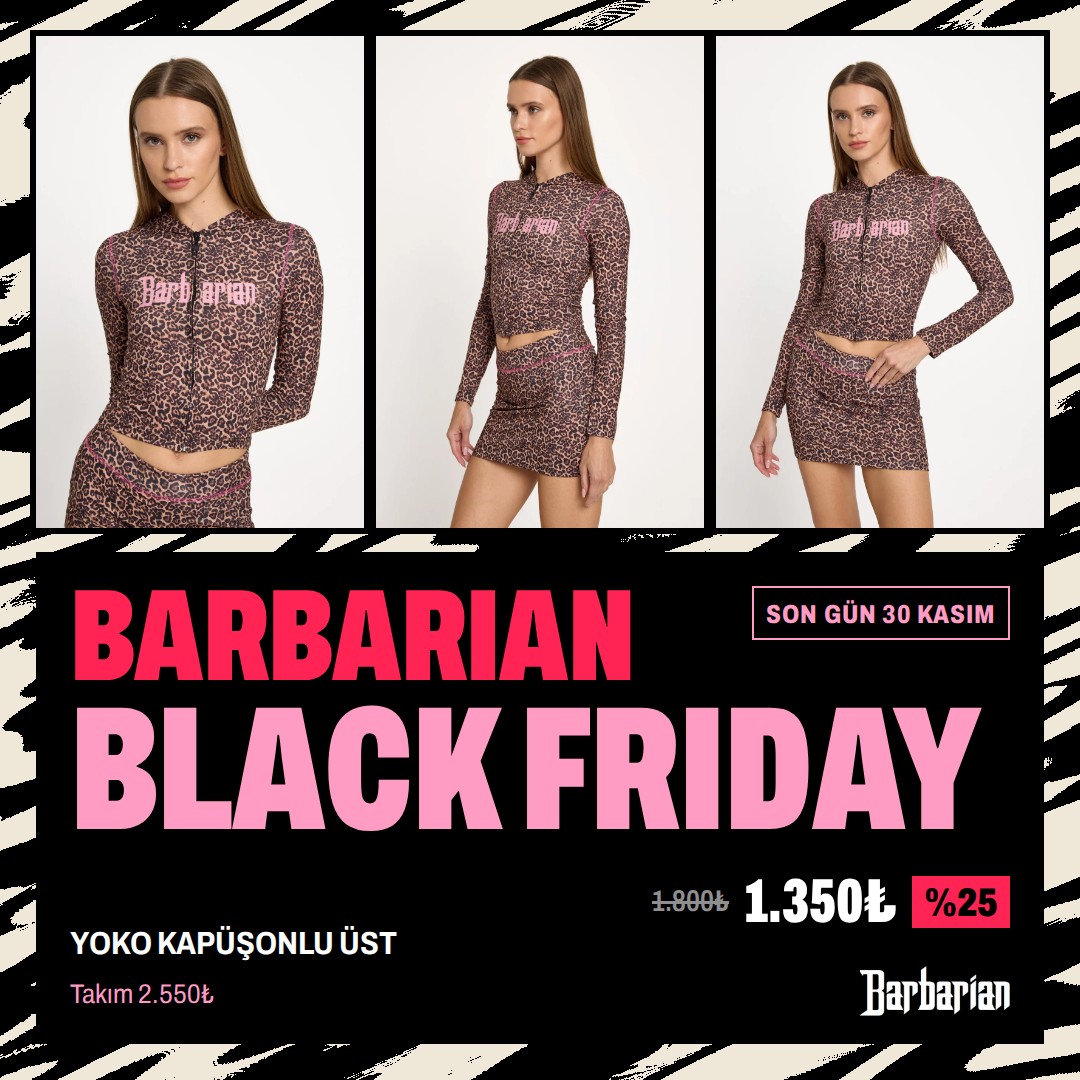 Barbarian
Barbarian
Barbarian
BARBARIAN
SON GÜN 30 KASIM
BLACK FRIDAY
1.800₺ 1.350₺ %25
YOKO KAPÜŞONLU ÜST
Takım 2.550₺
Barbarian